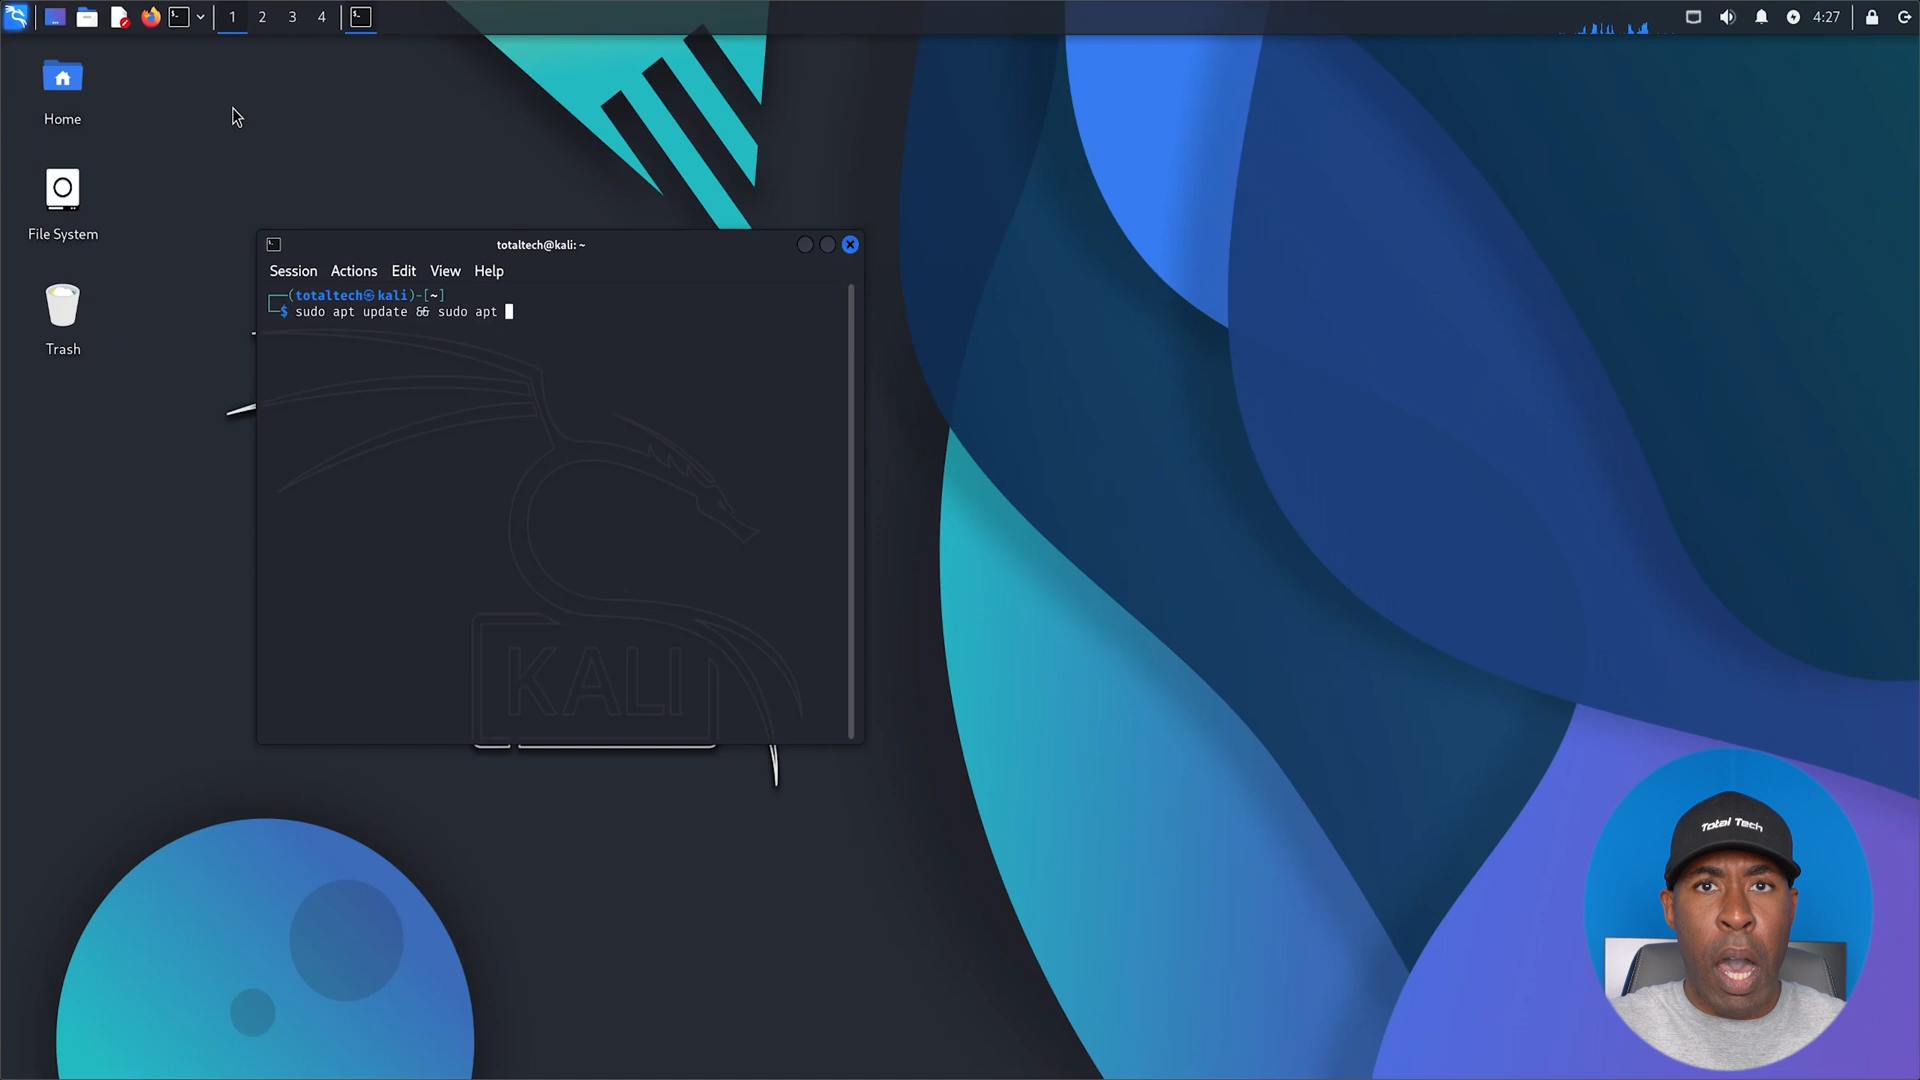 1 2 3 4
4:27
Home
File System
Trash
totaltech@kali: ~
Session Actions Edit View Help
┌──(totaltech㉿kali)-[~]
└─$ sudo apt update && sudo apt
KALI
Total Tech